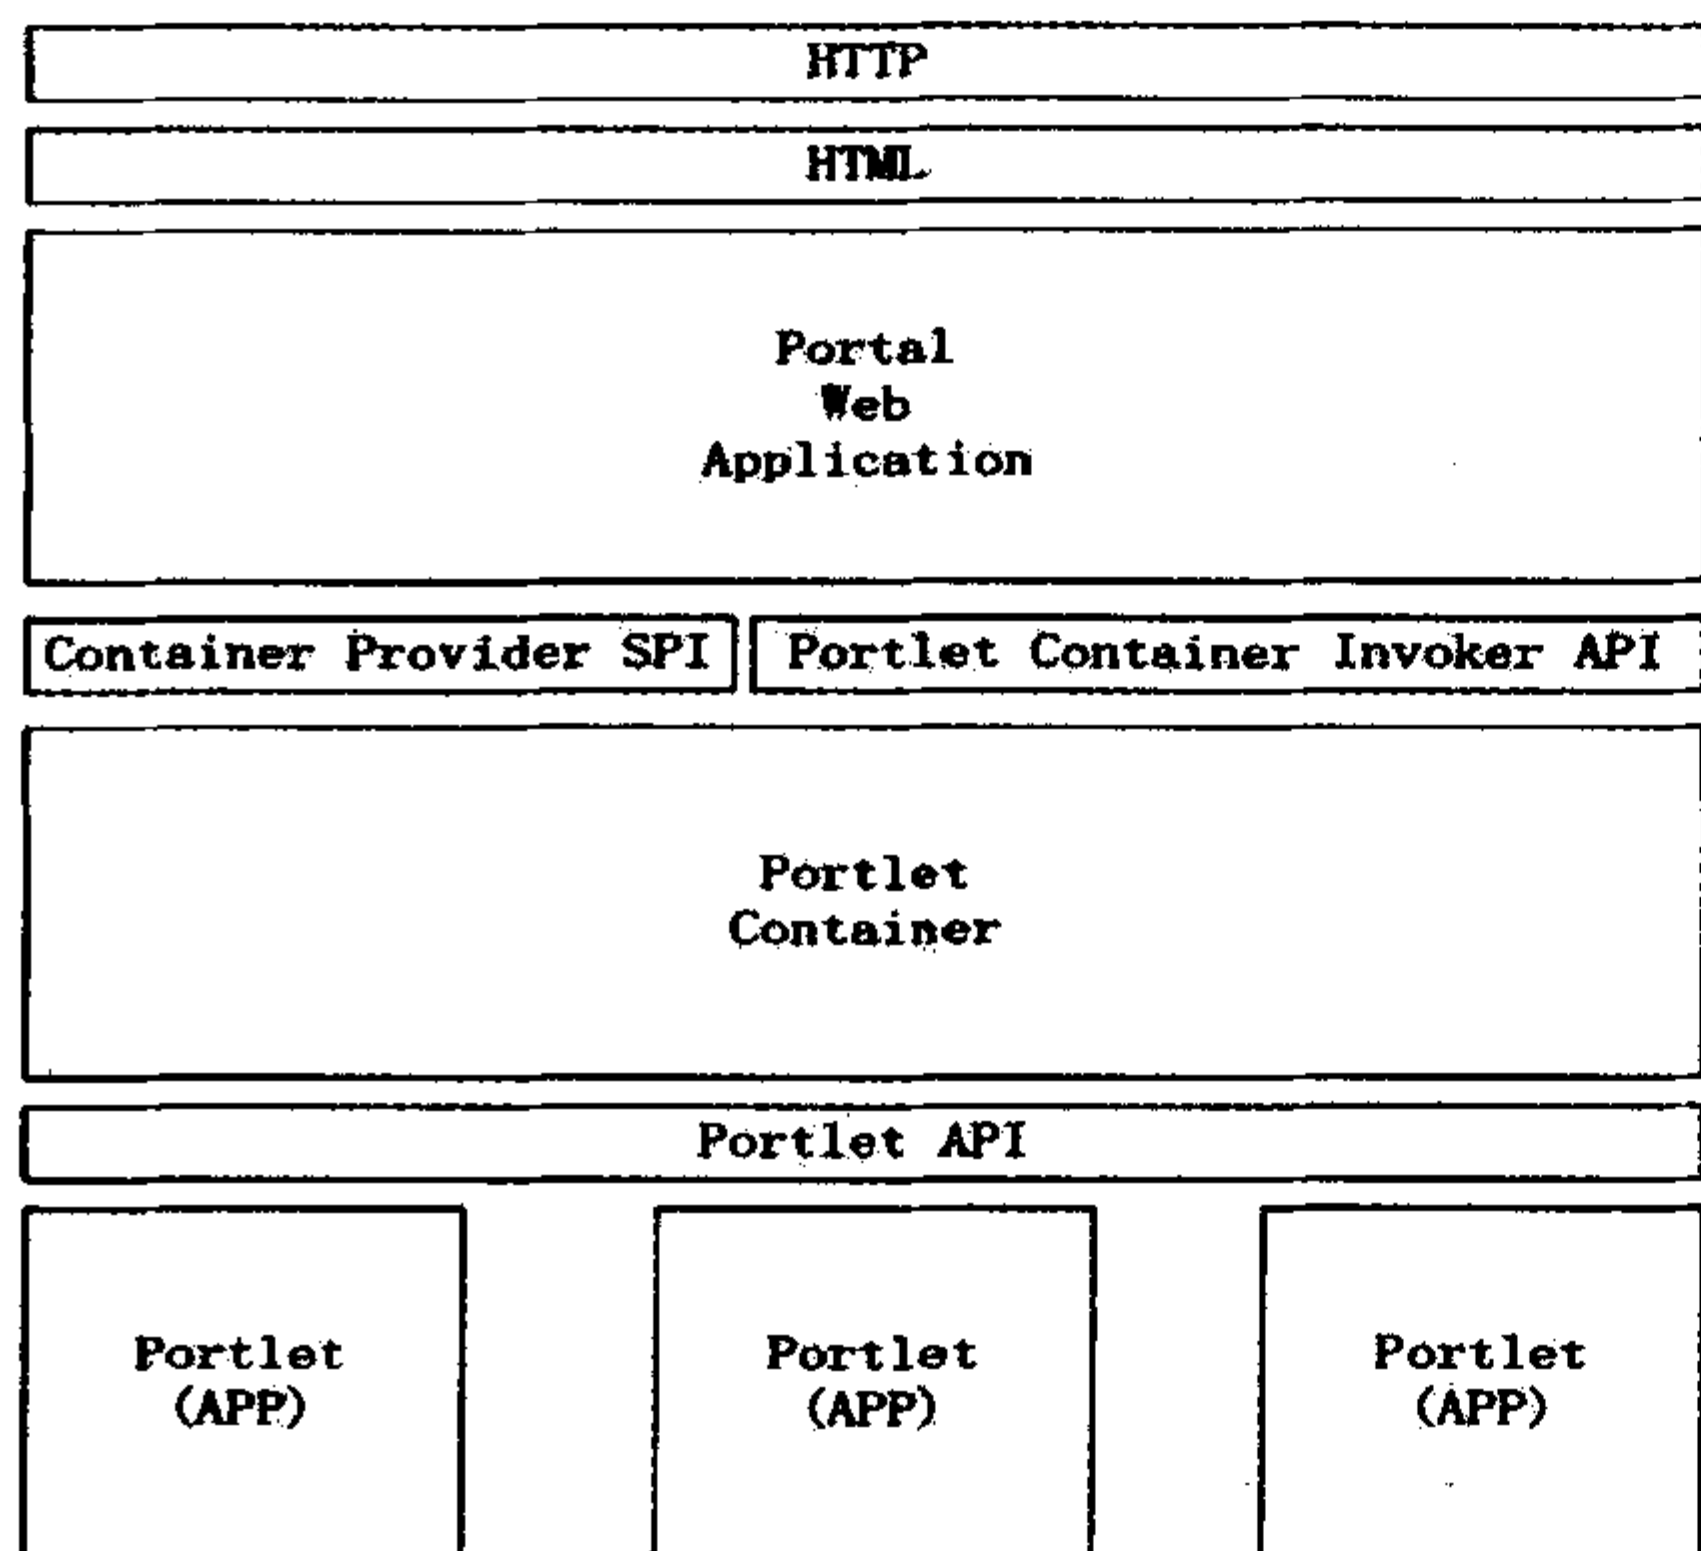 HTTP
HTML
Portal
Web
Application
Container Provider SPI
Portlet Container Invoker API
Portlet
Container
Portlet API
Portlet
(APP)
Portlet
(APP)
Portlet
(APP)